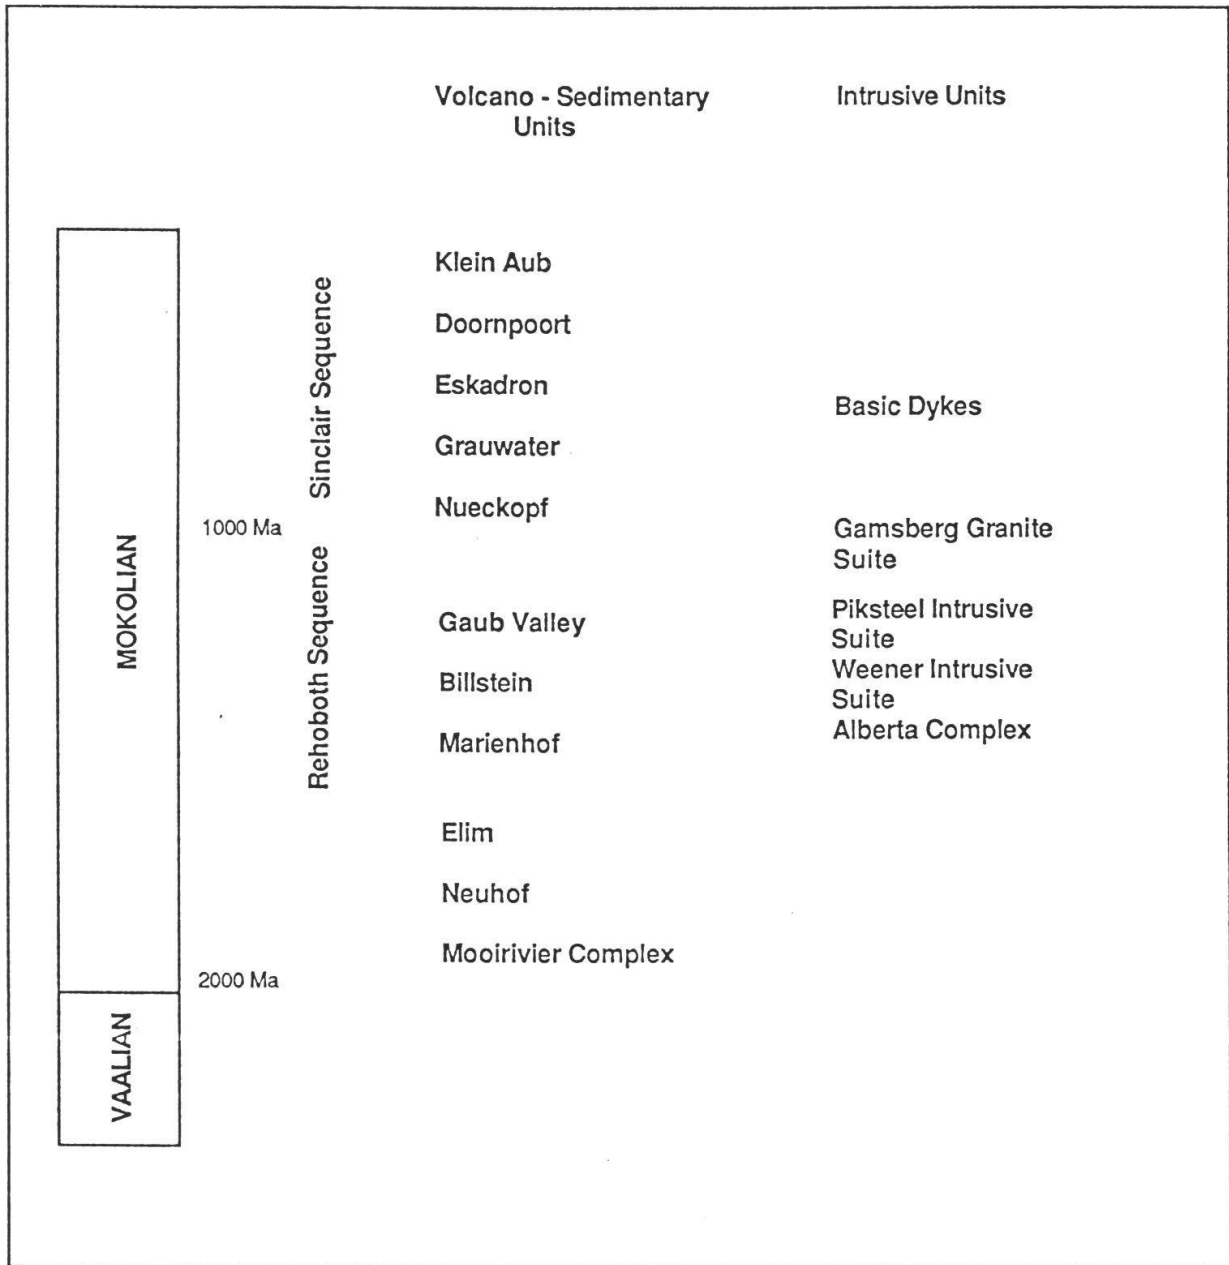 Volcano - Sedimentary
Units
Intrusive Units
MOKOLIAN
VAALIAN
1000 Ma
2000 Ma
Sinclair Sequence
Rehoboth Sequence
Klein Aub
Doornpoort
Eskadron
Grauwater
Nueckopf
Gaub Valley
Billstein
Marienhof
Elim
Neuhof
Mooirivier Complex
Basic Dykes
Gamsberg Granite
Suite
Piksteel Intrusive
Suite
Weener Intrusive
Suite
Alberta Complex